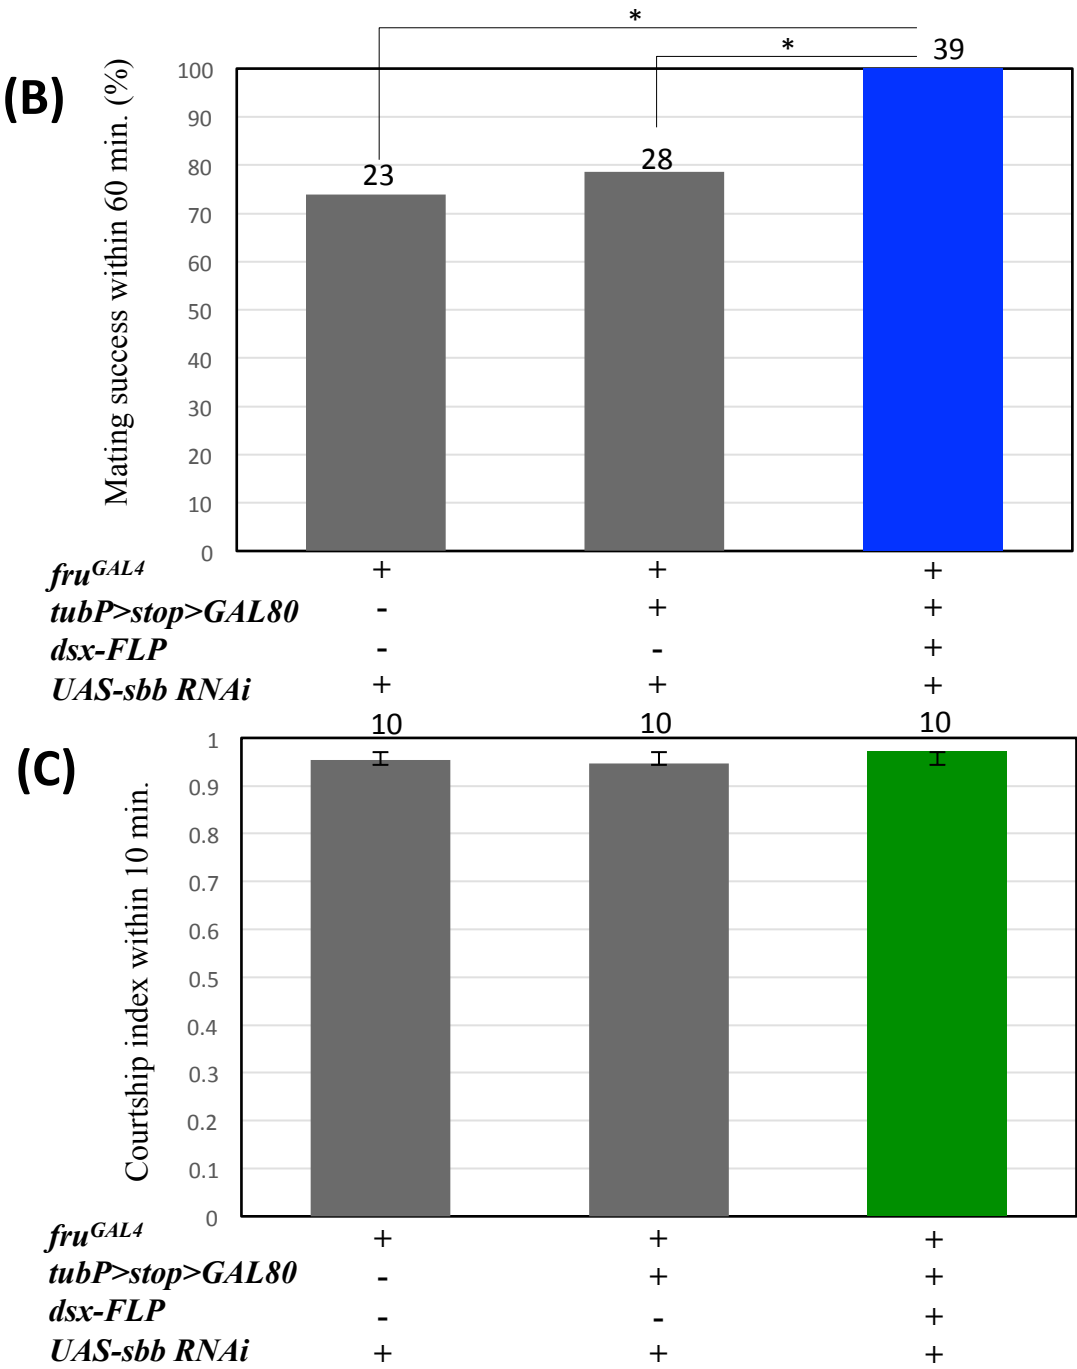 *
*
39
(B)
Mating success within 60 min. (%)
100
90
80
70
60
50
40
30
20
10
0
23
28
fruGAL4 + + +
tubP>stop>GAL80 - + +
dsx-FLP - - +
UAS-sbb RNAi + + +
10 10 10
(C)
Courtship index within 10 min.
1
0.9
0.8
0.7
0.6
0.5
0.4
0.3
0.2
0.1
0
fruGAL4 + + +
tubP>stop>GAL80 - + +
dsx-FLP - - +
UAS-sbb RNAi + + +